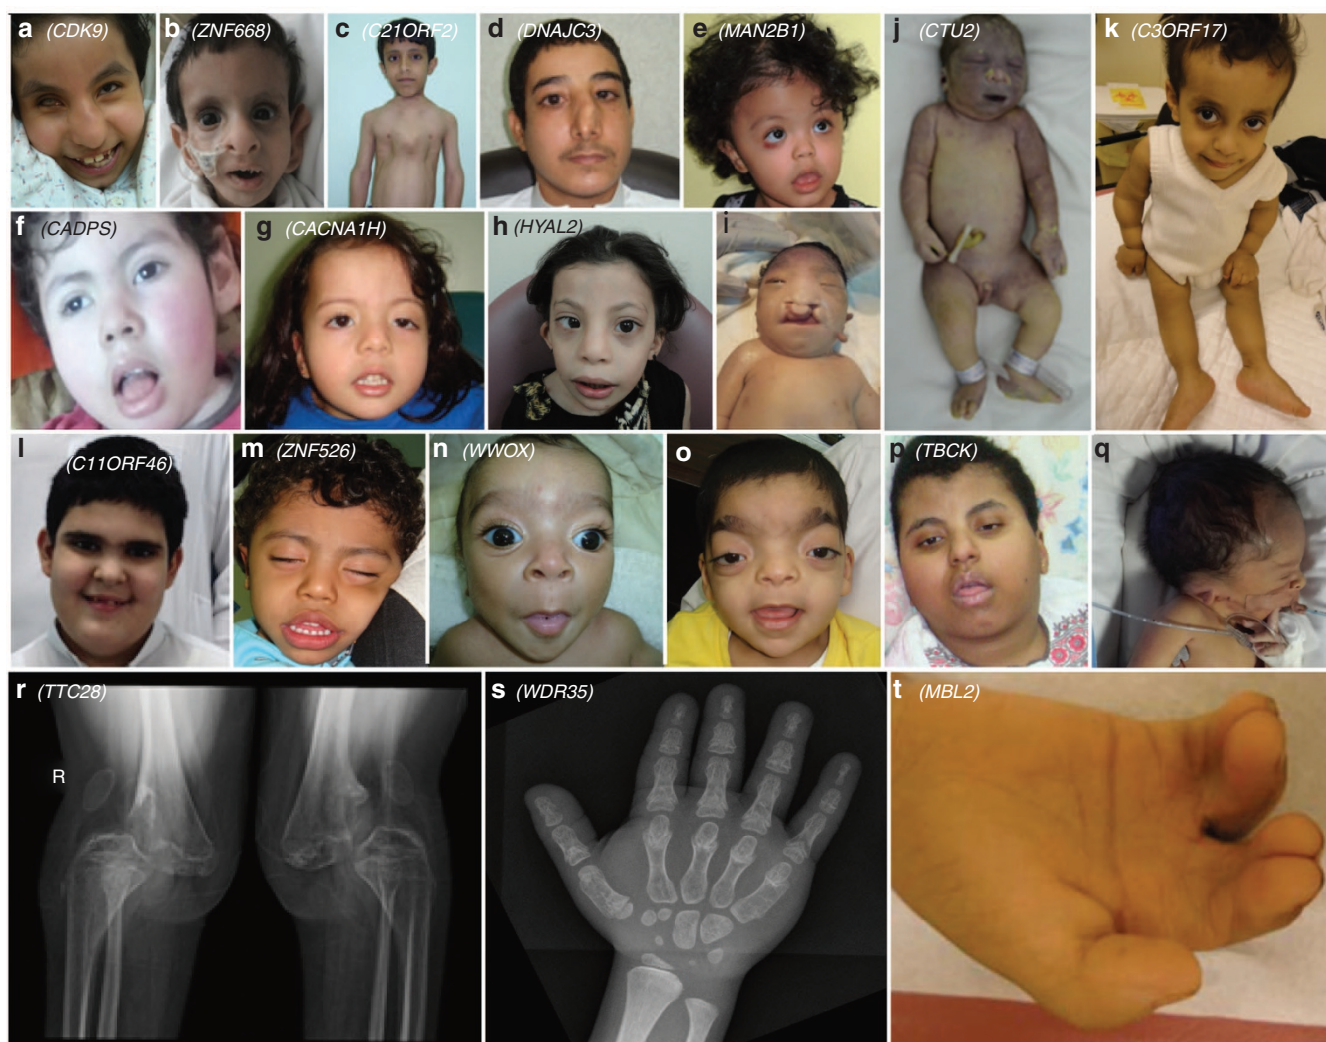 a (CDK9)
b (ZNF668)
c (C21ORF2)
d (DNAJC3)
e (MAN2B1)
j (CTU2)
k (C3ORF17)
f (CADPS)
g (CACNA1H)
h (HYAL2)
i
l (C11ORF46)
m (ZNF526)
n (WWOX)
o
p (TBCK)
q
r (TTC28)
R
s (WDR35)
t (MBL2)